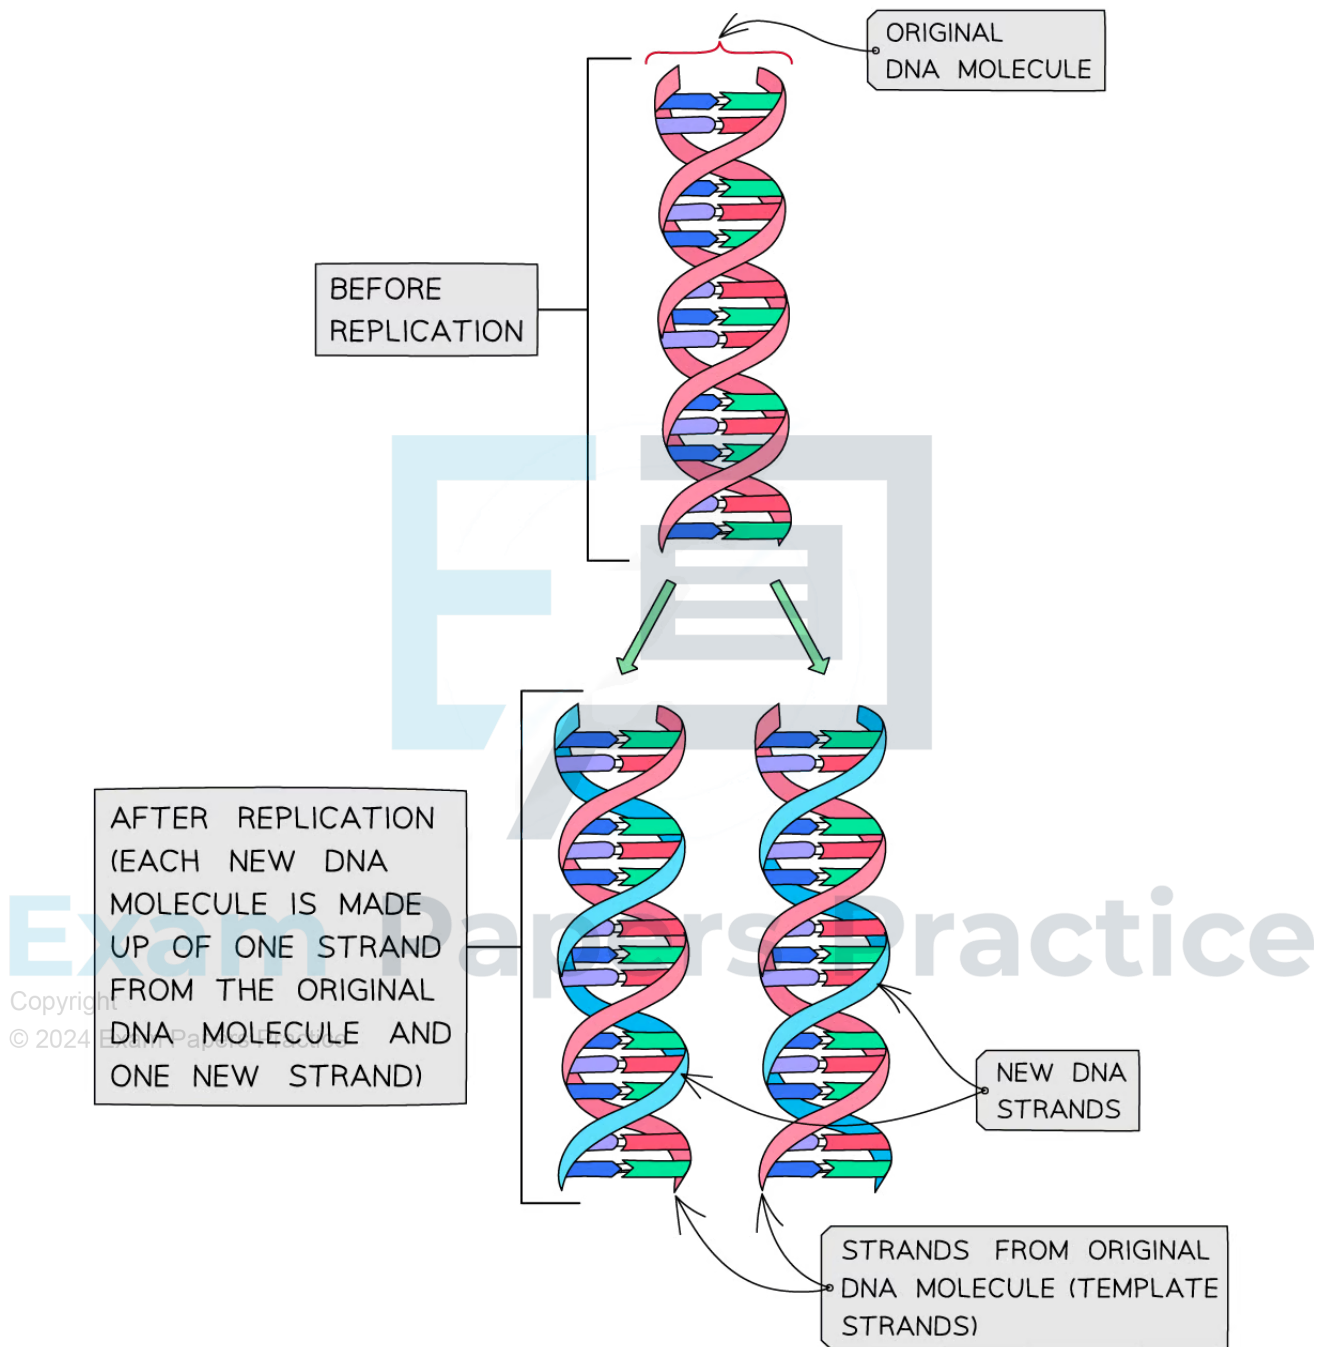 ORIGINAL
DNA MOLECULE
BEFORE
REPLICATION
AFTER REPLICATION
(EACH NEW DNA
MOLECULE IS MADE
UP OF ONE STRAND
FROM THE ORIGINAL
DNA MOLECULE AND
ONE NEW STRAND)
Exam Papers Practice
Copyright
© 2024 Exam Papers Practice
NEW DNA
STRANDS
STRANDS FROM ORIGINAL
DNA MOLECULE (TEMPLATE
STRANDS)